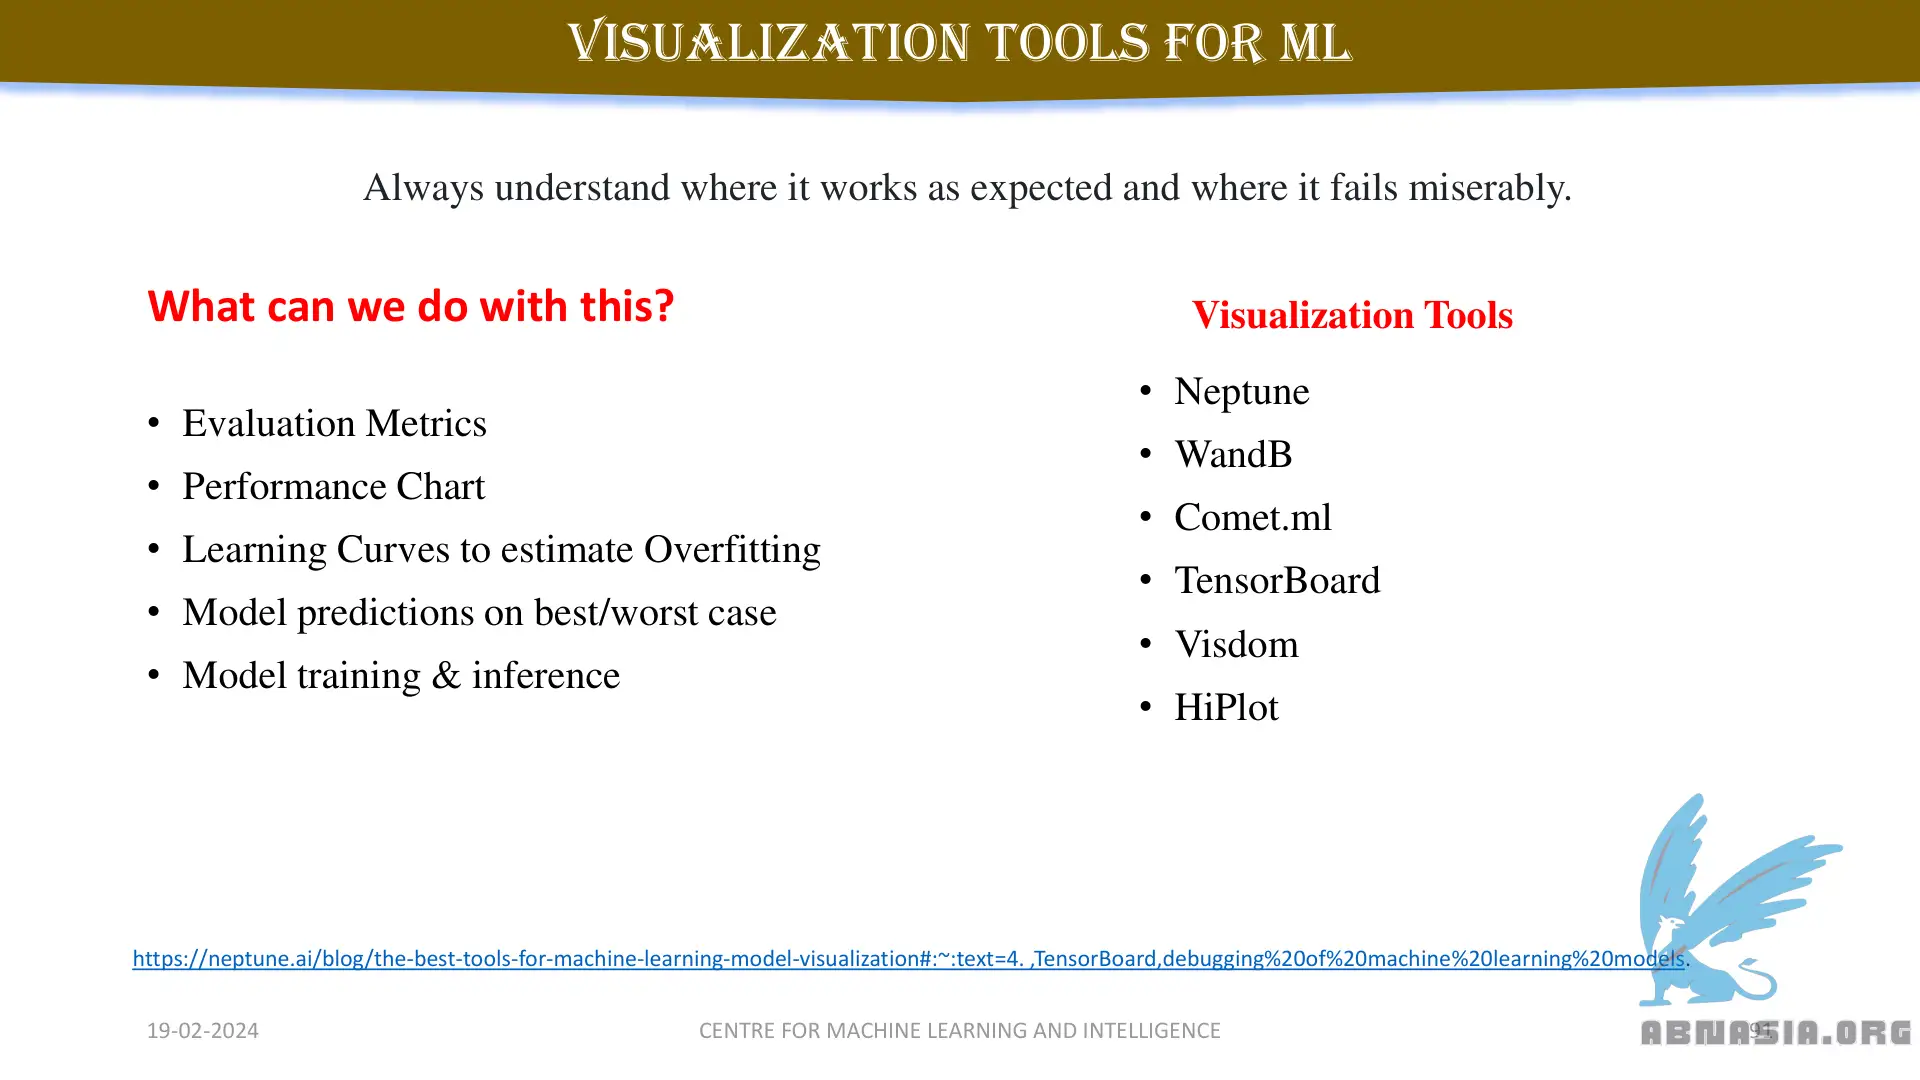 VISUALIZATION TOOLS FOR ML
Always understand where it works as expected and where it fails miserably.
What can we do with this?
• Evaluation Metrics
• Performance Chart
• Learning Curves to estimate Overfitting
• Model predictions on best/worst case
• Model training & inference
Visualization Tools
• Neptune
• WandB
• Comet.ml
• TensorBoard
• Visdom
• HiPlot
https://neptune.ai/blog/the-best-tools-for-machine-learning-model-visualization#:~:text=4. ,TensorBoard,debugging%20of%20machine%20learning%20models.
19-02-2024
CENTRE FOR MACHINE LEARNING AND INTELLIGENCE
91
ABNASIA.ORG